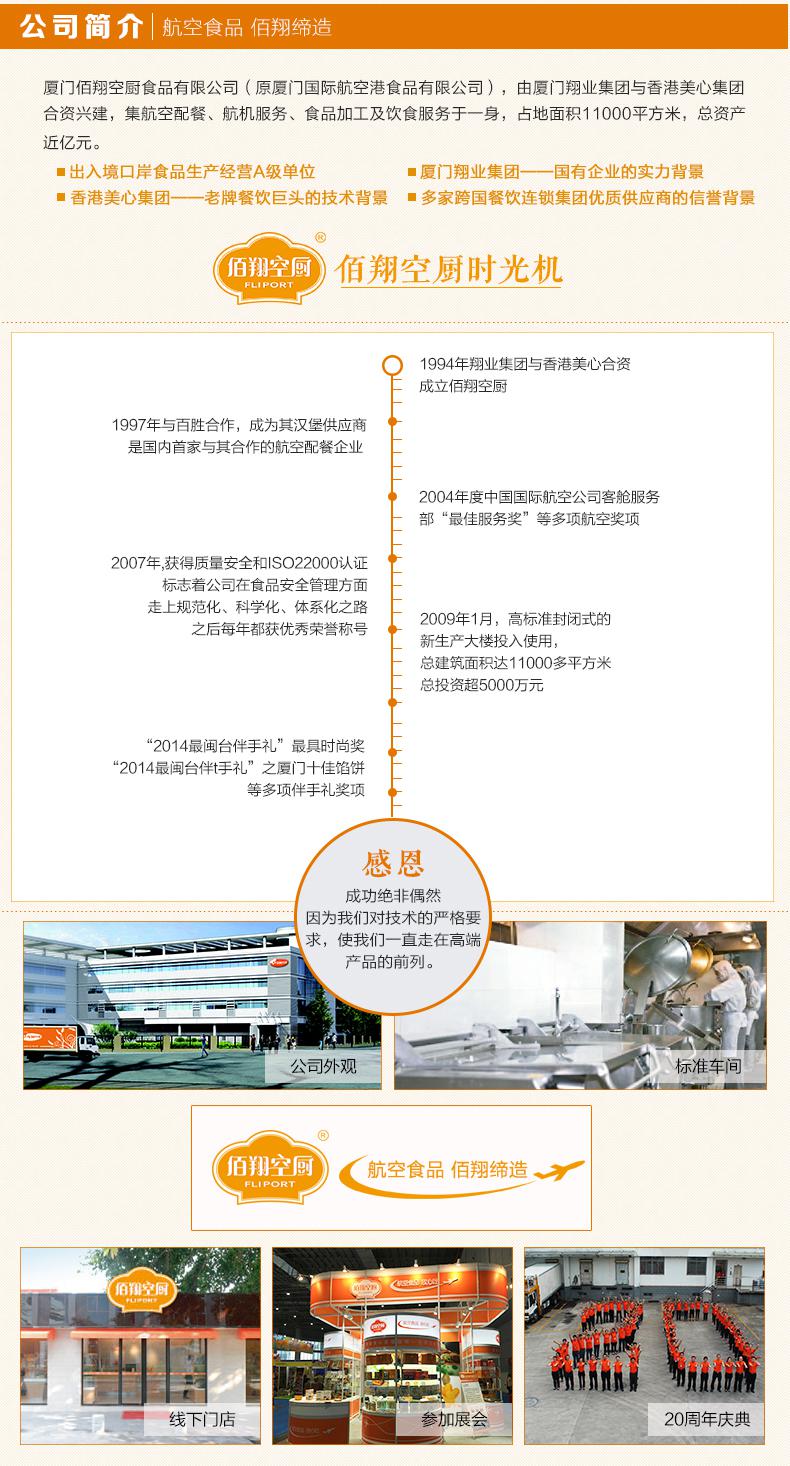 公司简介 航空食品 佰翔缔造
厦门佰翔空厨食品有限公司（原厦门国际航空港食品有限公司），由厦门翔业集团与香港美心集团
合资兴建，集航空配餐、航机服务、食品加工及饮食服务于一身，占地面积11000平方米，总资产
近亿元。
出入境口岸食品生产经营A级单位
厦门翔业集团——国有企业的实力背景
香港美心集团——老牌餐饮巨头的技术背景
多家跨国餐饮连锁集团优质供应商的信誉背景
佰翔空厨®
FLIPORT
佰翔空厨时光机
1994年翔业集团与香港美心合资
成立佰翔空厨
1997年与百胜合作，成为其汉堡供应商
是国内首家与其合作的航空配餐企业
2004年度中国国际航空公司客舱服务
部“最佳服务奖”等多项航空奖项
2007年,获得质量安全和ISO22000认证
标志着公司在食品安全管理方面
走上规范化、科学化、体系化之路
之后每年都获优秀荣誉称号
2009年1月，高标准封闭式的
新生产大楼投入使用，
总建筑面积达11000多平方米
总投资超5000万元
“2014最闽台伴手礼”最具时尚奖
“2014最闽台伴t手礼”之厦门十佳馅饼
等多项伴手礼奖项
感恩
成功绝非偶然
因为我们对技术的严格要
求，使我们一直走在高端
产品的前列。
公司外观
标准车间
佰翔空厨®
FLIPORT
航空食品 佰翔缔造
佰翔空厨
FLIPORT
线下门店
佰翔空厨
参加展会
20周年庆典